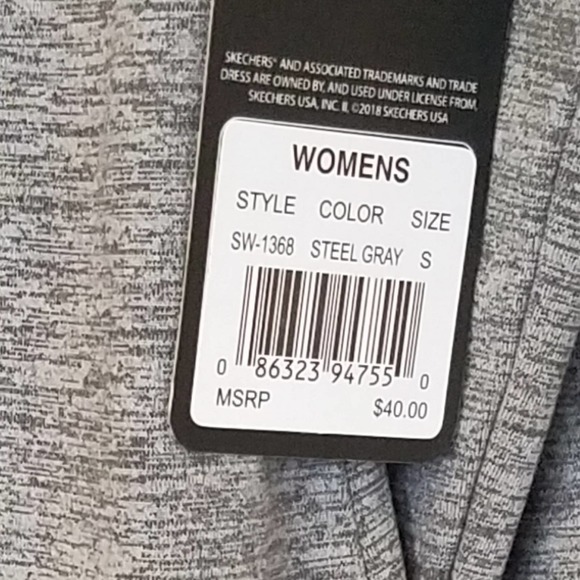 SKECHERS® AND ASSOCIATED TRADEMARKS AND TRADE
DRESS ARE OWNED BY, AND USED UNDER LICENSE FROM,
SKECHERS USA, INC. II, ©2018 SKECHERS USA
WOMENS
STYLE COLOR SIZE
SW-1368 STEEL GRAY S
0 86323 94755 0
MSRP $40.00